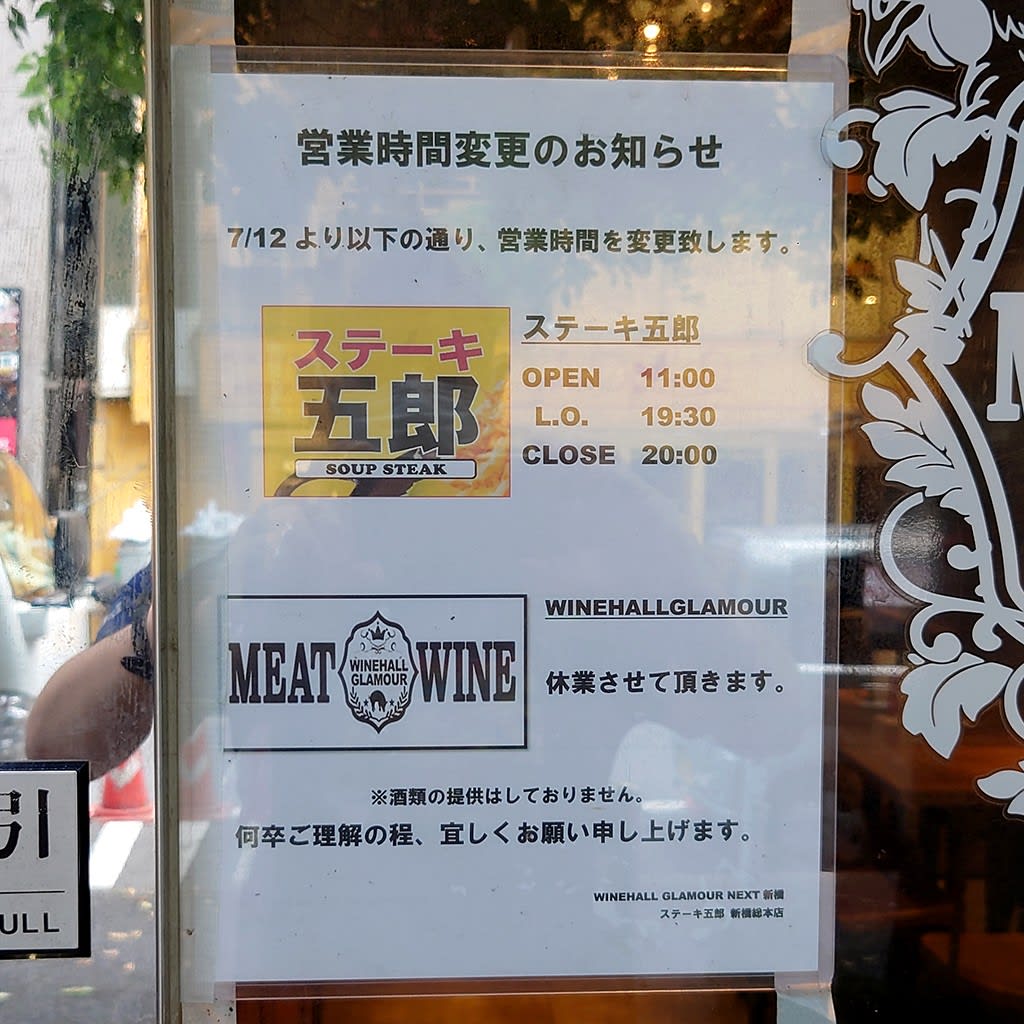 営業時間変更のお知らせ
7/12 より以下の通り、営業時間を変更致します。
ステーキ
五郎
SOUP STEAK
ステーキ五郎
OPEN 11:00
L.O. 19:30
CLOSE 20:00
MEAT WINEHALL GLAMOUR WINE
WINEHALLGLAMOUR
休業させて頂きます。
※酒類の提供はしておりません。
何卒ご理解の程、宜しくお願い申し上げます。
WINEHALL GLAMOUR NEXT 新橋
ステーキ五郎 新橋総本店
引
ULL
M